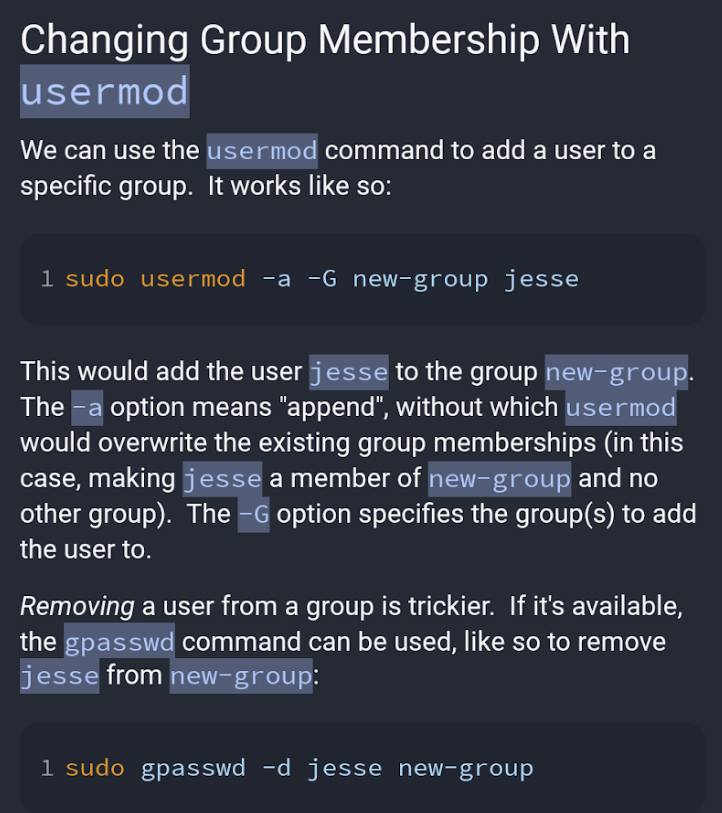 Changing Group Membership With
usermod
We can use the usermod command to add a user to a
specific group.  It works like so:
1 sudo usermod -a -G new-group jesse
This would add the user jesse to the group new-group.
The -a option means "append", without which usermod
would overwrite the existing group memberships (in this
case, making jesse a member of new-group and no
other group).  The -G option specifies the group(s) to add
the user to.
Removing a user from a group is trickier.  If it's available,
the gpasswd command can be used, like so to remove
jesse from new-group:
1 sudo gpasswd -d jesse new-group